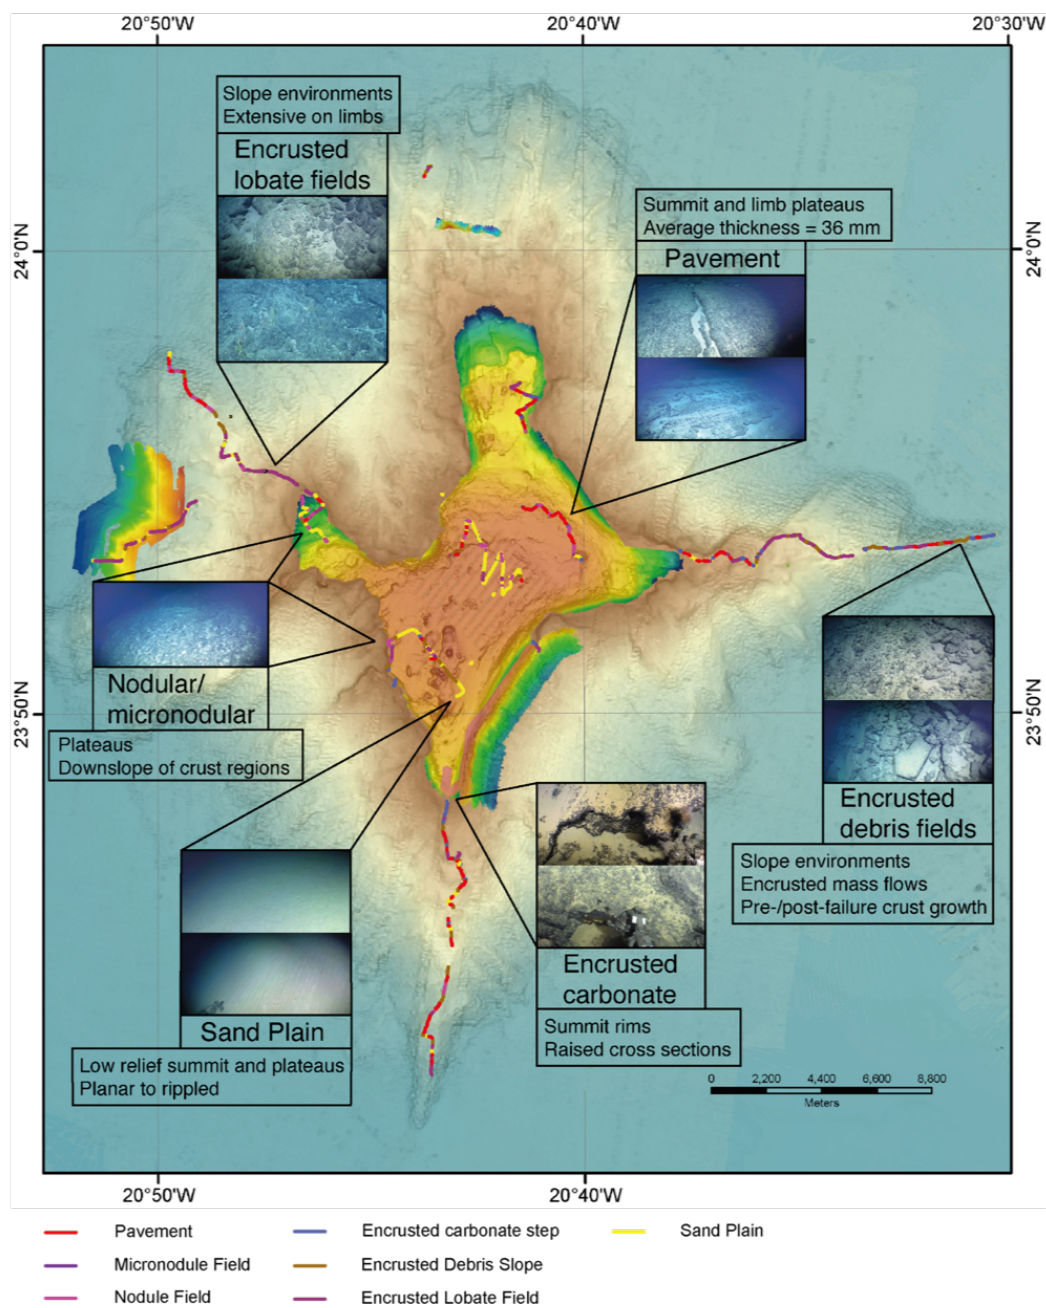 20°50'W
20°40'W
20°30'W
Slope environments
Extensive on limbs
Encrusted
lobate fields
Summit and limb plateaus
Average thickness = 36 mm
Pavement
24°0'N
24°0'N
Nodular/
micronodular
Plateaus
Downslope of crust regions
23°50'N
23°50'N
Encrusted
debris fields
Slope environments
Encrusted mass flows
Pre-/post-failure crust growth
Encrusted
carbonate
Summit rims
Raised cross sections
Sand Plain
Low relief summit and plateaus
Planar to rippled
0 2,200 4,400 6,600 8,800
Meters
20°50'W
20°40'W
Pavement
Encrusted carbonate step
Sand Plain
Micronodule Field
Encrusted Debris Slope
Nodule Field
Encrusted Lobate Field